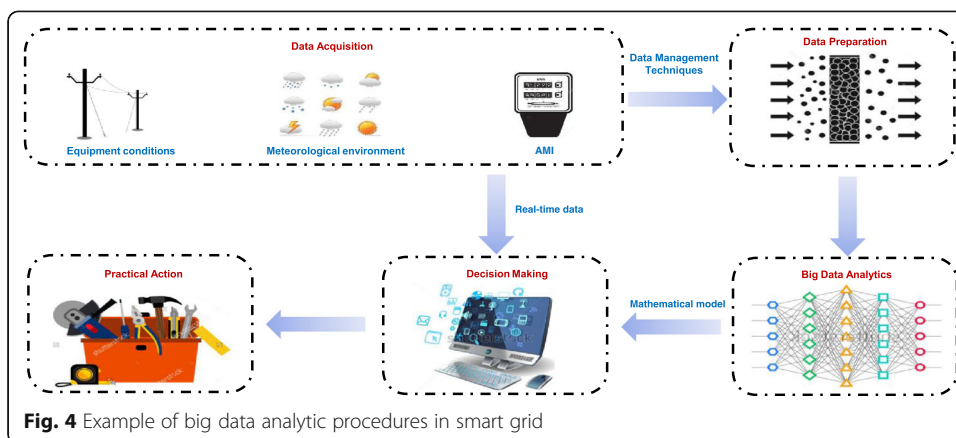 Data Acquisition
Equipment conditions
Meteorological environment
AMI
Data Management
Techniques
Data Preparation
Real-time data
Practical Action
Decision Making
Mathematical model
Big Data Analytics
Fig. 4 Example of big data analytic procedures in smart grid